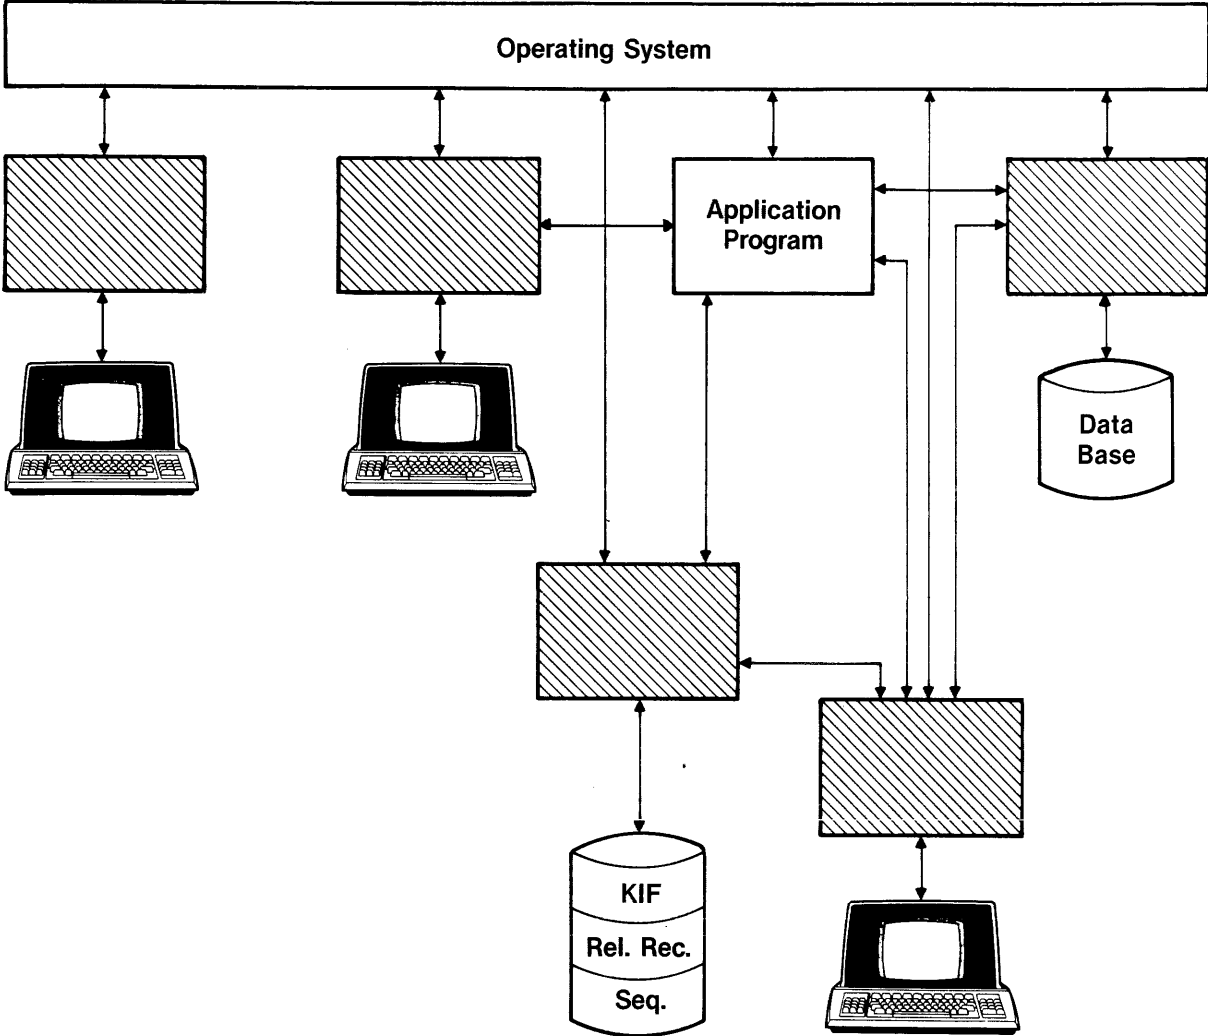 Operating System
Application
Program
Data
Base
KIF
Rel. Rec.
Seq.